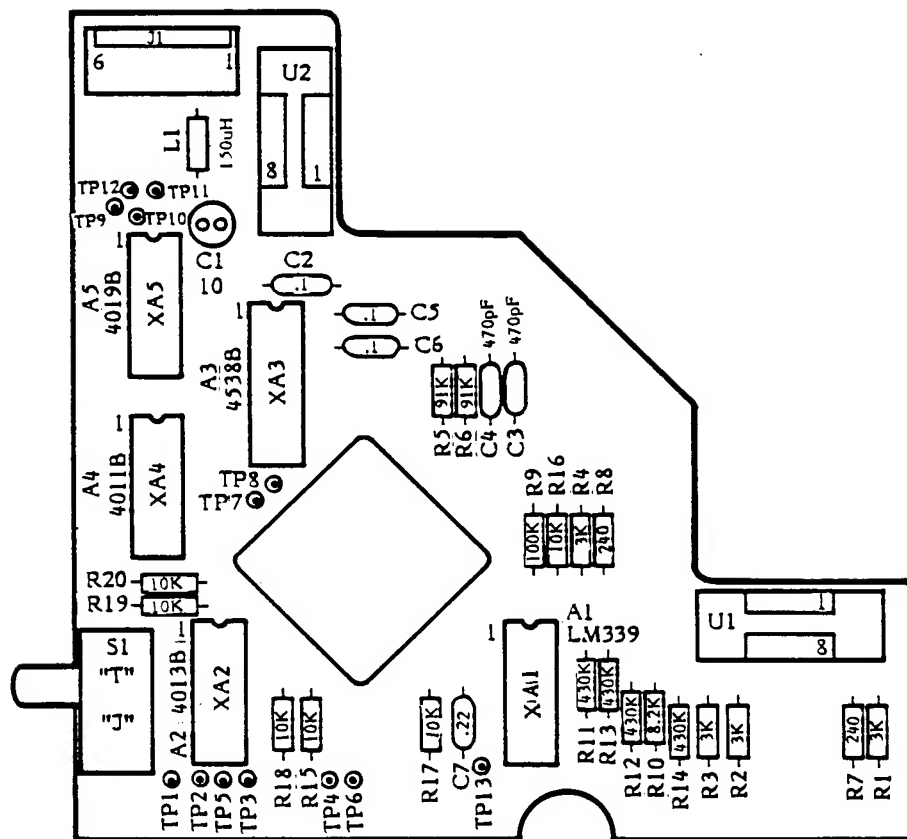 J1
6 1
U2
8 1
L1
150uH
TP12
TP11
TP9
TP10
C1
10
1
A5
4019B
XA5
C2
.1
1
A3
4538B
XA3
.1
C5
.1
C6
470pF
470pF
91K
91K
R5
R6
C4
C3
1
A4
4011B
XA4
TP8
TP7
R9
R16
R4
R8
100K
10K
3K
240
R20
10K
R19
10K
S1
"T"
"J"
1
A2
4013B
XA2
10K
10K
R18
R15
10K
R17
.22
C7
1
A1
LM339
XA1
U1
1
8
430K
R11
430K
R13
430K
R12
8.2K
R10
430K
R14
3K
R3
3K
R2
240
R7
3K
R1
TP1
TP2
TP5
TP3
TP4
TP6
TP13